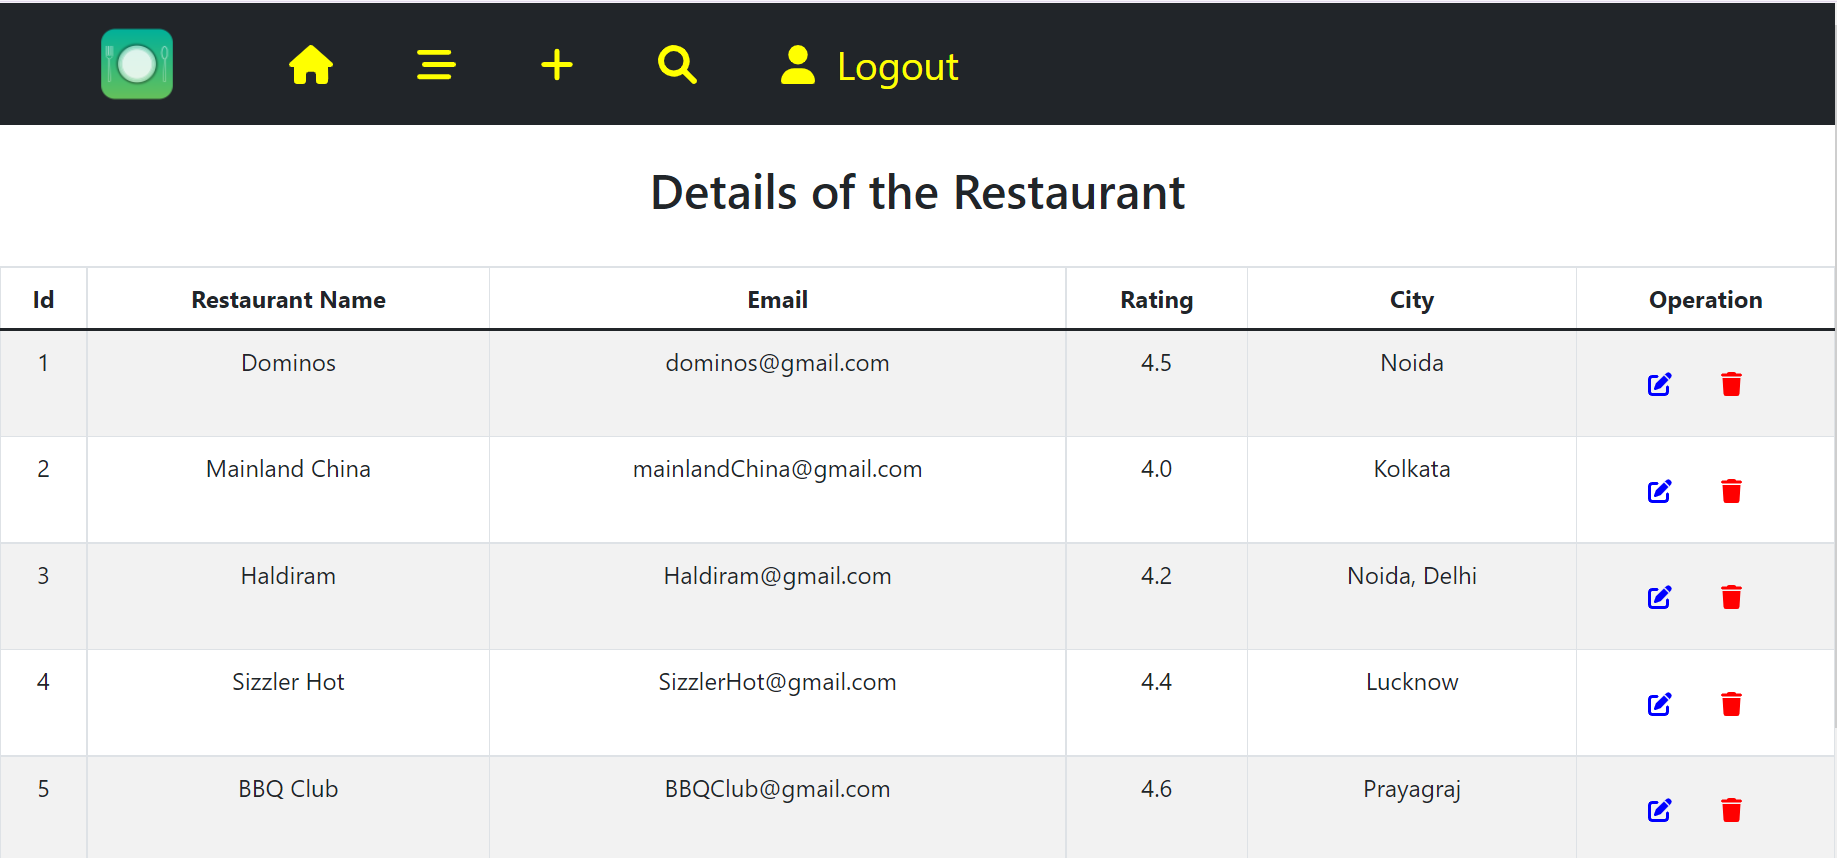 Logout
Details of the Restaurant
Id Restaurant Name Email Rating City Operation
1 Dominos dominos@gmail.com 4.5 Noida
2 Mainland China mainlandChina@gmail.com 4.0 Kolkata
3 Haldiram Haldiram@gmail.com 4.2 Noida, Delhi
4 Sizzler Hot SizzlerHot@gmail.com 4.4 Lucknow
5 BBQ Club BBQClub@gmail.com 4.6 Prayagraj